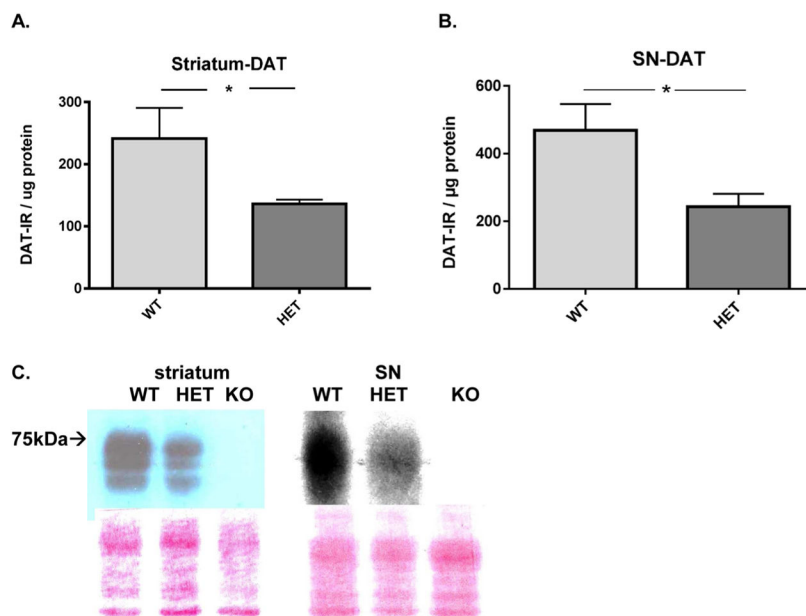 A.
Striatum-DAT
*
DAT-IR / ug protein
300
200
100
0
WT
HET
B.
SN-DAT
*
DAT-IR / µg protein
600
400
200
0
WT
HET
C.
striatum
WT HET KO
SN
WT HET KO
75kDa→